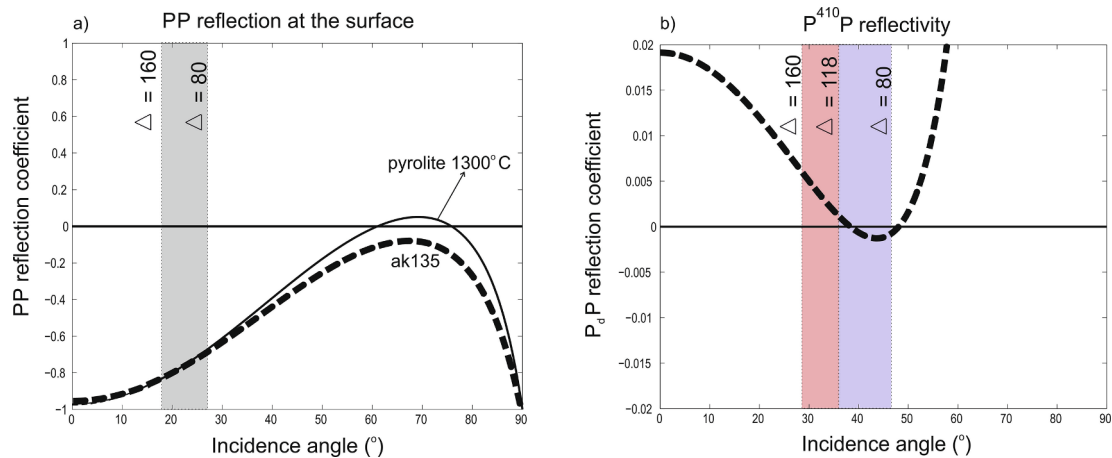 a)
PP reflection at the surface
1
0.8
0.6
0.4
0.2
0
−0.2
−0.4
−0.6
−0.8
−1
PP reflection coefficient
△ = 160
△ = 80
pyrolite 1300°C
ak135
0 10 20 30 40 50 60 70 80 90
Incidence angle (°)
b)
P⁴¹⁰P reflectivity
0.02
0.015
0.01
0.005
0
−0.005
−0.01
−0.015
−0.02
PdP reflection coefficient
△ = 160
△ = 118
△ = 80
0 10 20 30 40 50 60 70 80 90
Incidence angle (°)